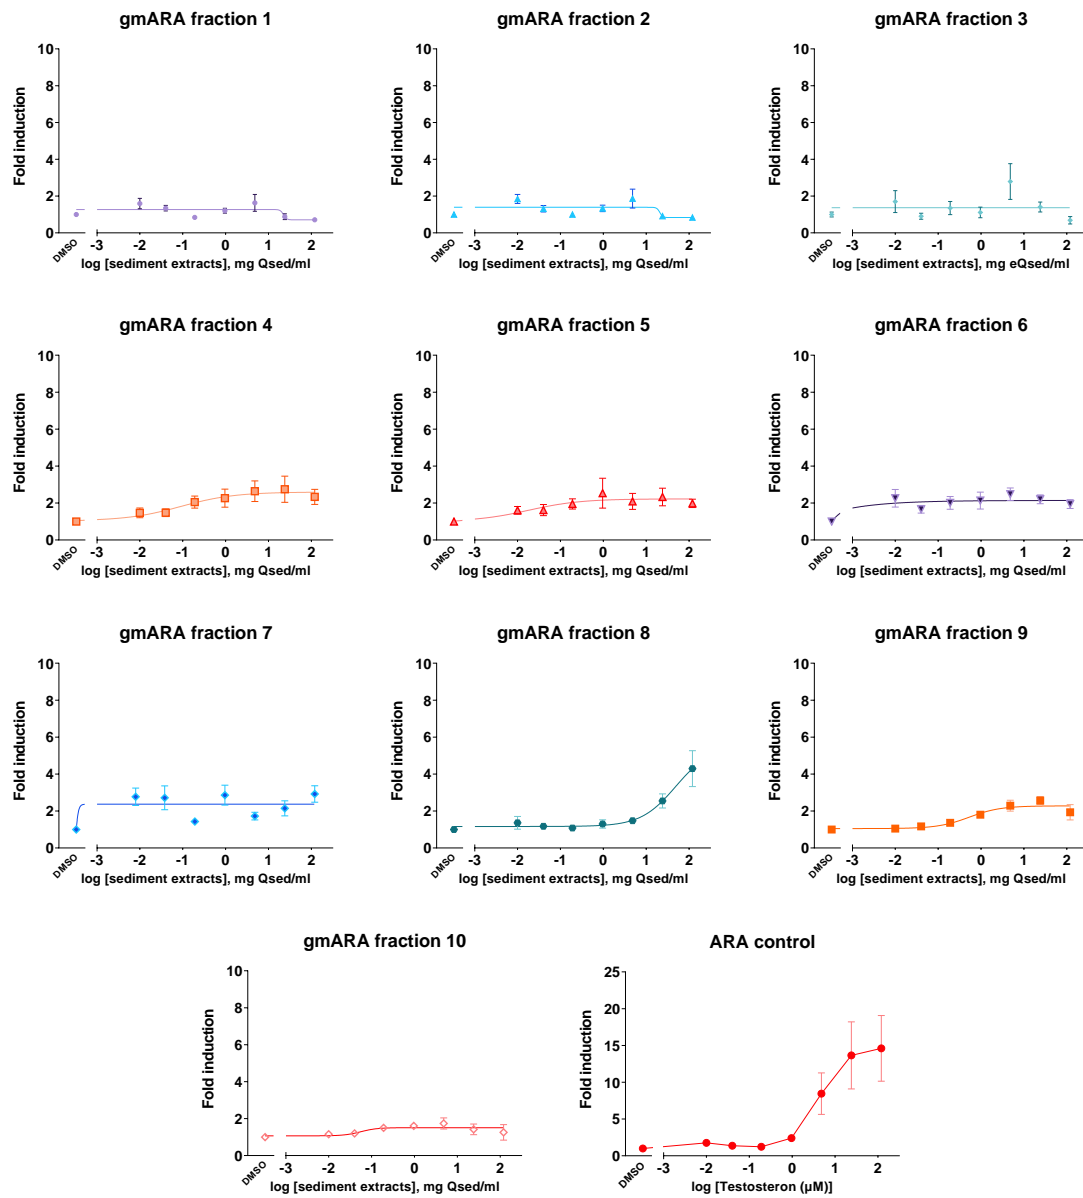 gmARA fraction 1
gmARA fraction 2
gmARA fraction 3
Fold induction
10
8
6
4
2
0
DMSO
-3 -2 -1 0 1 2
log [sediment extracts], mg Qsed/ml
Fold induction
10
8
6
4
2
0
DMSO
-3 -2 -1 0 1 2
log [sediment extracts], mg Qsed/ml
Fold induction
10
8
6
4
2
0
DMSO
-3 -2 -1 0 1 2
log [sediment extracts], mg eQsed/ml
gmARA fraction 4
gmARA fraction 5
gmARA fraction 6
Fold induction
10
8
6
4
2
0
DMSO
-3 -2 -1 0 1 2
log [sediment extracts], mg Qsed/ml
Fold induction
10
8
6
4
2
0
DMSO
-3 -2 -1 0 1 2
log [sediment extracts], mg Qsed/ml
Fold induction
10
8
6
4
2
0
DMSO
-3 -2 -1 0 1 2
log [sediment extracts], mg Qsed/ml
gmARA fraction 7
gmARA fraction 8
gmARA fraction 9
Fold induction
10
8
6
4
2
0
DMSO
-3 -2 -1 0 1 2
log [sediment extracts], mg Qsed/ml
Fold induction
10
8
6
4
2
0
DMSO
-3 -2 -1 0 1 2
log [sediment extracts], mg Qsed/ml
Fold induction
10
8
6
4
2
0
DMSO
-3 -2 -1 0 1 2
log [sediment extracts], mg Qsed/ml
gmARA fraction 10
ARA control
Fold induction
10
8
6
4
2
0
DMSO
-3 -2 -1 0 1 2
log [sediment extracts], mg Qsed/ml
Fold induction
25
20
15
10
5
0
DMSO
-3 -2 -1 0 1 2
log [Testosteron (µM)]